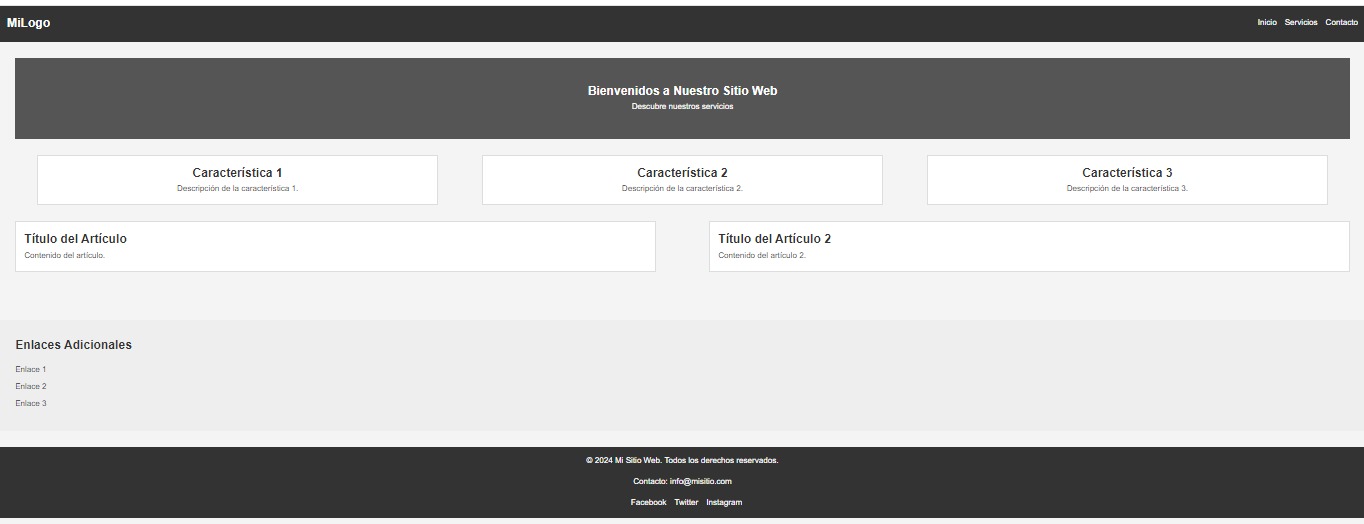 MiLogo
Inicio Servicios Contacto
Bienvenidos a Nuestro Sitio Web
Descubre nuestros servicios
Característica 1
Descripción de la característica 1.
Característica 2
Descripción de la característica 2.
Característica 3
Descripción de la característica 3.
Título del Artículo
Contenido del artículo.
Título del Artículo 2
Contenido del artículo 2.
Enlaces Adicionales
Enlace 1
Enlace 2
Enlace 3
© 2024 Mi Sitio Web. Todos los derechos reservados.
Contacto: info@misitio.com
Facebook Twitter Instagram